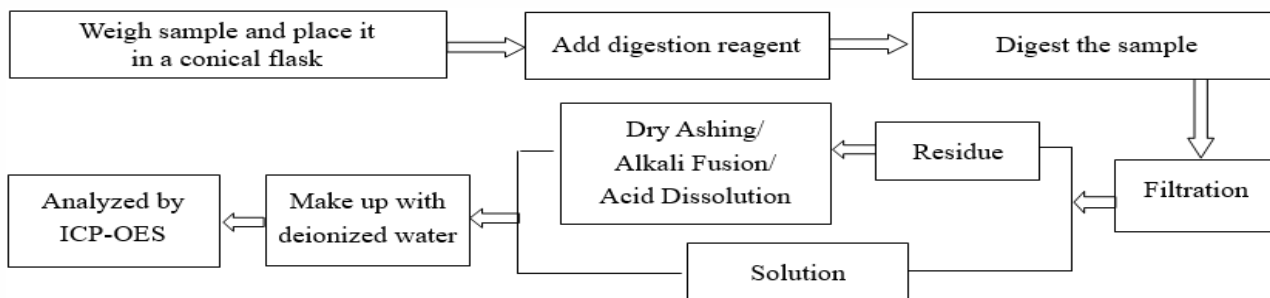 Weigh sample and place it
in a conical flask
Add digestion reagent
Digest the sample
Dry Ashing/
Alkali Fusion/
Acid Dissolution
Residue
Filtration
Analyzed by
ICP-OES
Make up with
deionized water
Solution